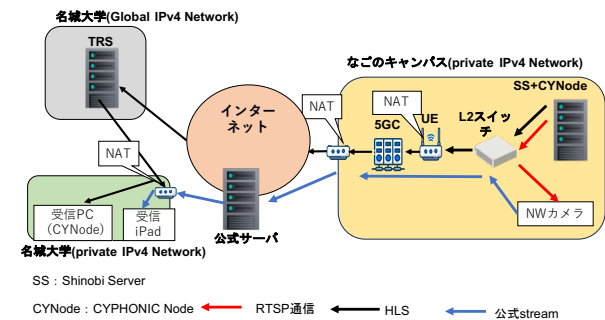 名城大学(Global IPv4 Network)
TRS
なごのキャンパス(private IPv4 Network)
SS+CYNode
インター
ネット
NAT
NAT
5GC
UE
L2スイッ
チ
NAT
受信PC
(CYNode)
受信
iPad
公式サーバ
NWカメラ
名城大学(private IPv4 Network)
SS：Shinobi Server
CYNode：CYPHONIC Node
RTSP通信
HLS
公式stream